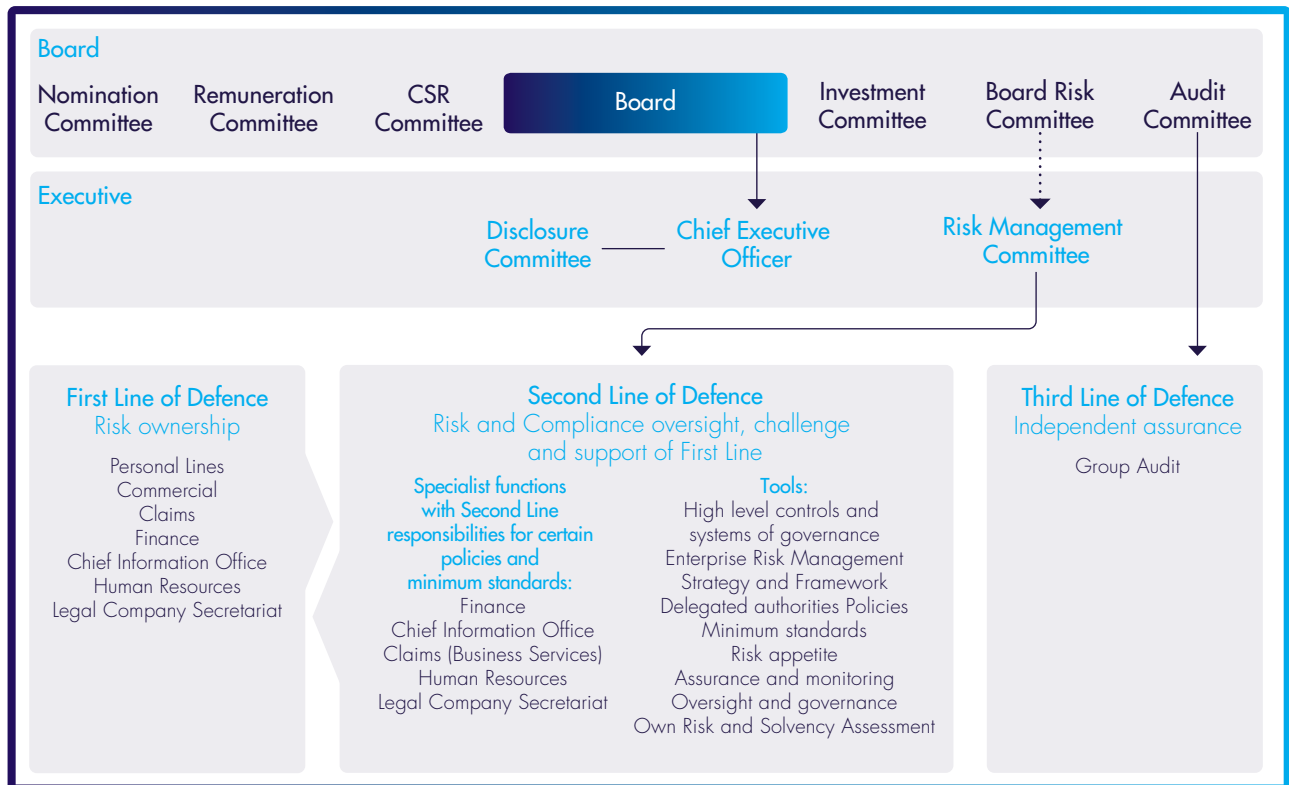 Board
Nomination
Committee
Remuneration
Committee
CSR
Committee
Board
Investment
Committee
Board Risk
Committee
Audit
Committee
Executive
Disclosure
Committee
Chief Executive
Officer
Risk Management
Committee
First Line of Defence
Risk ownership
Personal Lines
Commercial
Claims
Finance
Chief Information Office
Human Resources
Legal Company Secretariat
Second Line of Defence
Risk and Compliance oversight, challenge
and support of First Line
Specialist functions
with Second Line
responsibilities for certain
policies and
minimum standards:
Finance
Chief Information Office
Claims (Business Services)
Human Resources
Legal Company Secretariat
Tools:
High level controls and
systems of governance
Enterprise Risk Management
Strategy and Framework
Delegated authorities Policies
Minimum standards
Risk appetite
Assurance and monitoring
Oversight and governance
Own Risk and Solvency Assessment
Third Line of Defence
Independent assurance
Group Audit